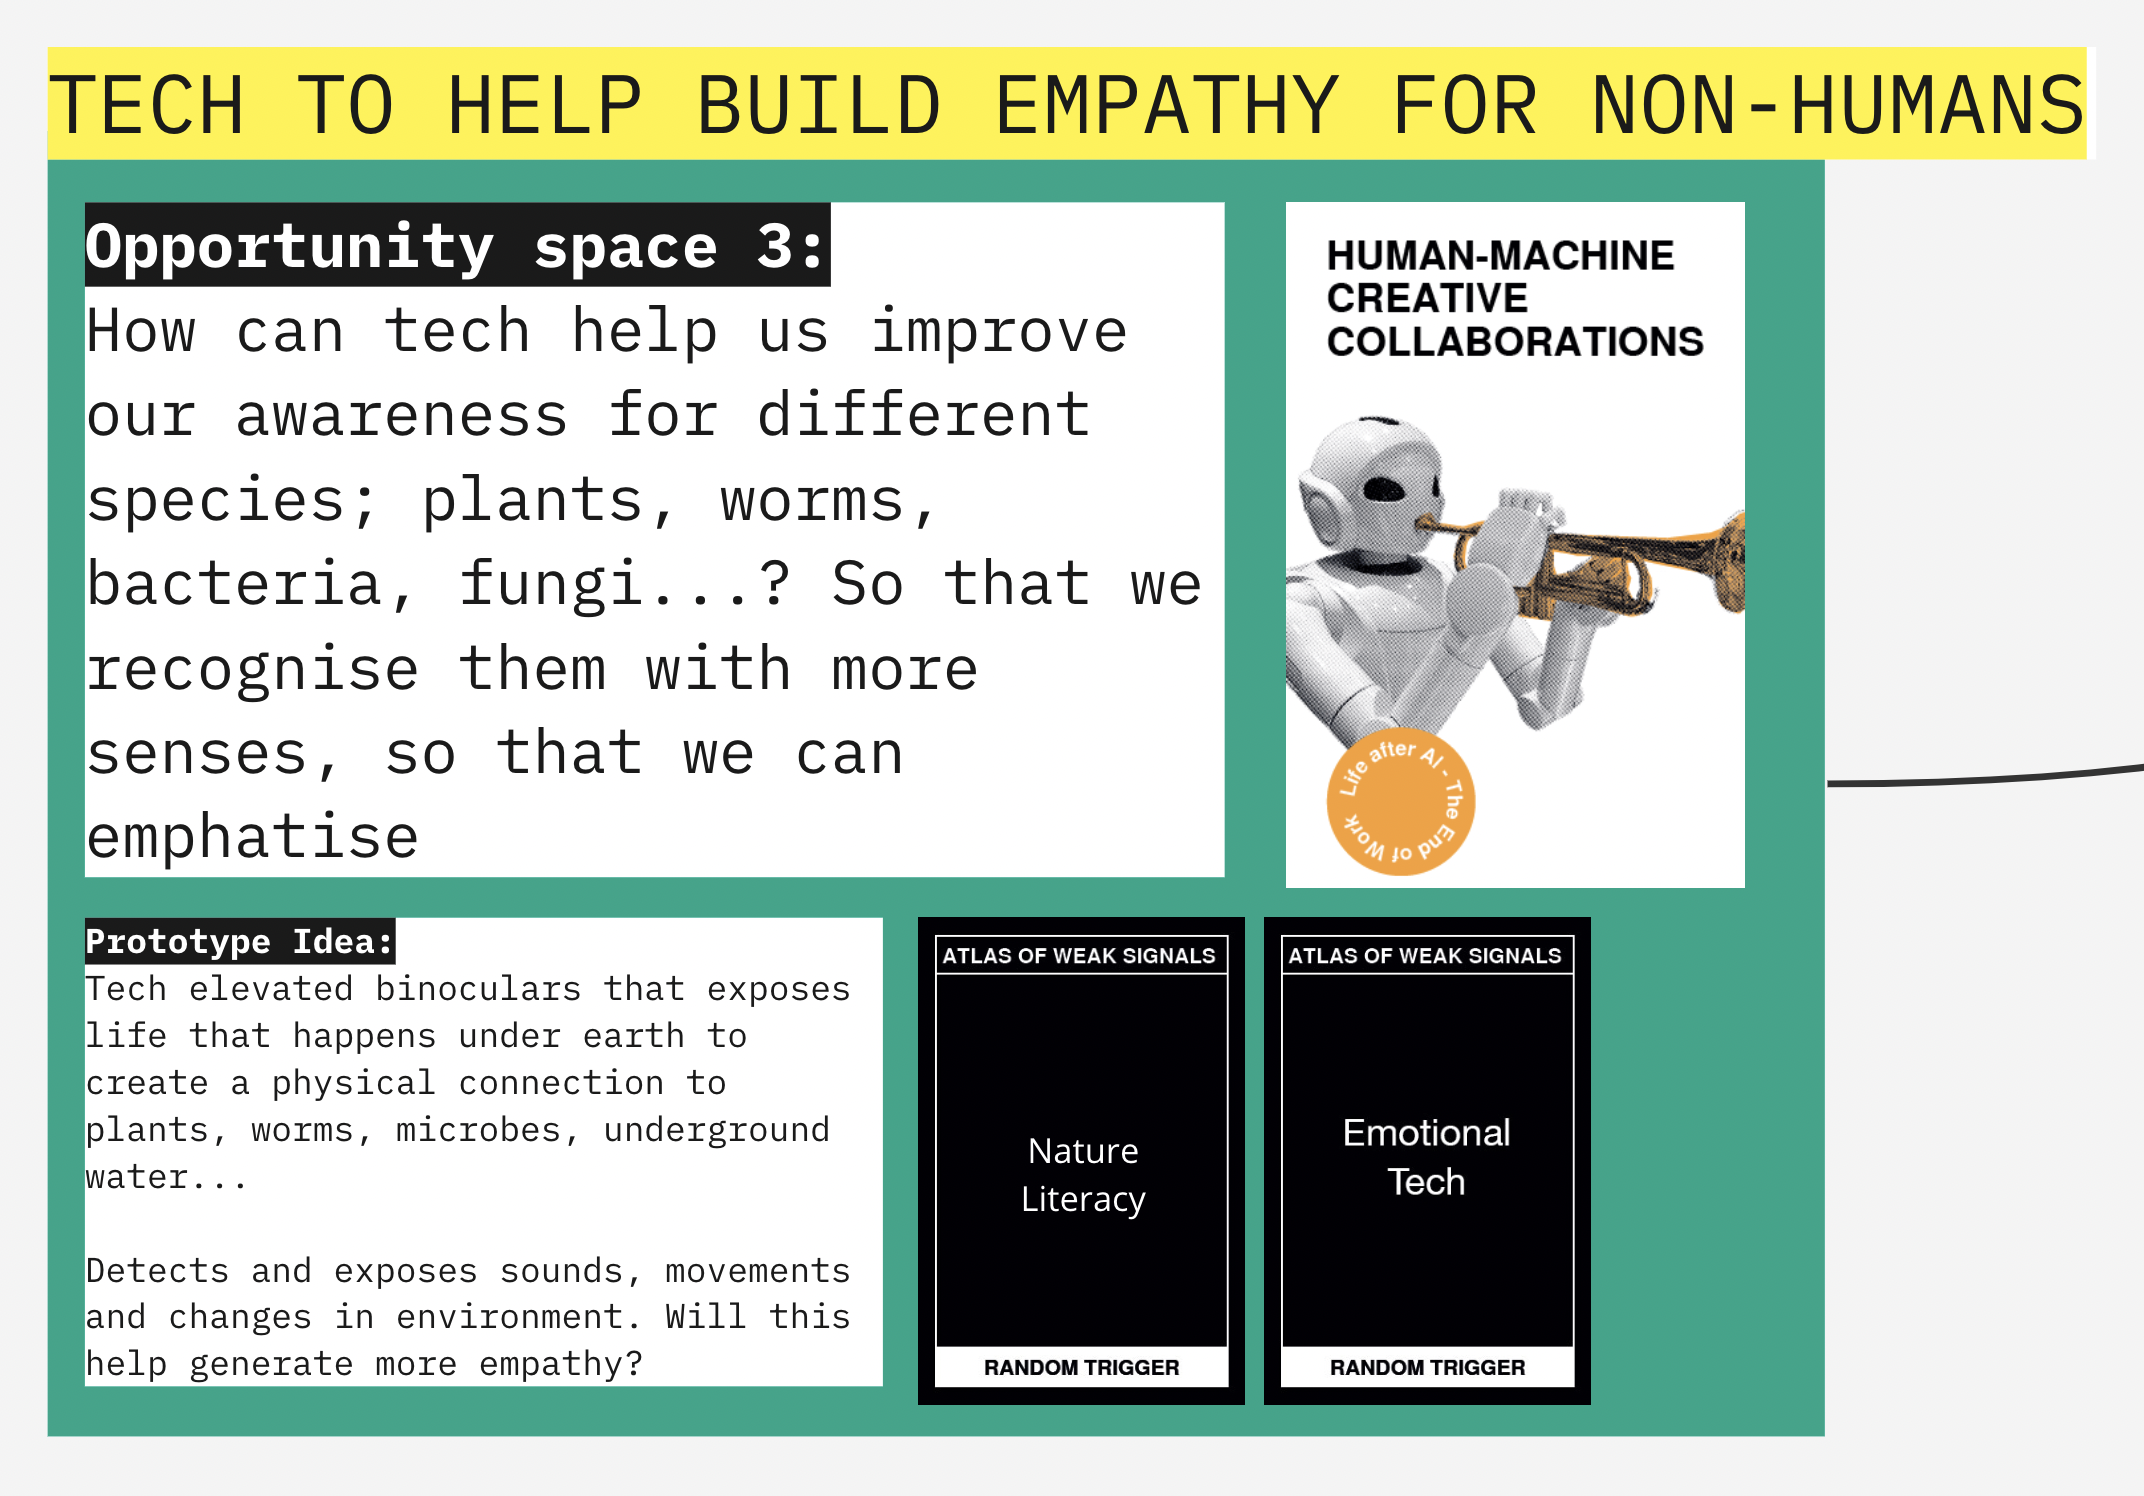 TECH TO HELP BUILD EMPATHY FOR NON-HUMANS
Opportunity space 3:
How can tech help us improve
our awareness for different
species; plants, worms,
bacteria, fungi...? So that we
recognise them with more
senses, so that we can
emphatise
HUMAN-MACHINE
CREATIVE
COLLABORATIONS
Life after AI - The End of Work
Prototype Idea:
Tech elevated binoculars that exposes
life that happens under earth to
create a physical connection to
plants, worms, microbes, underground
water...
Detects and exposes sounds, movements
and changes in environment. Will this
help generate more empathy?
ATLAS OF WEAK SIGNALS
Nature
Literacy
RANDOM TRIGGER
ATLAS OF WEAK SIGNALS
Emotional
Tech
RANDOM TRIGGER